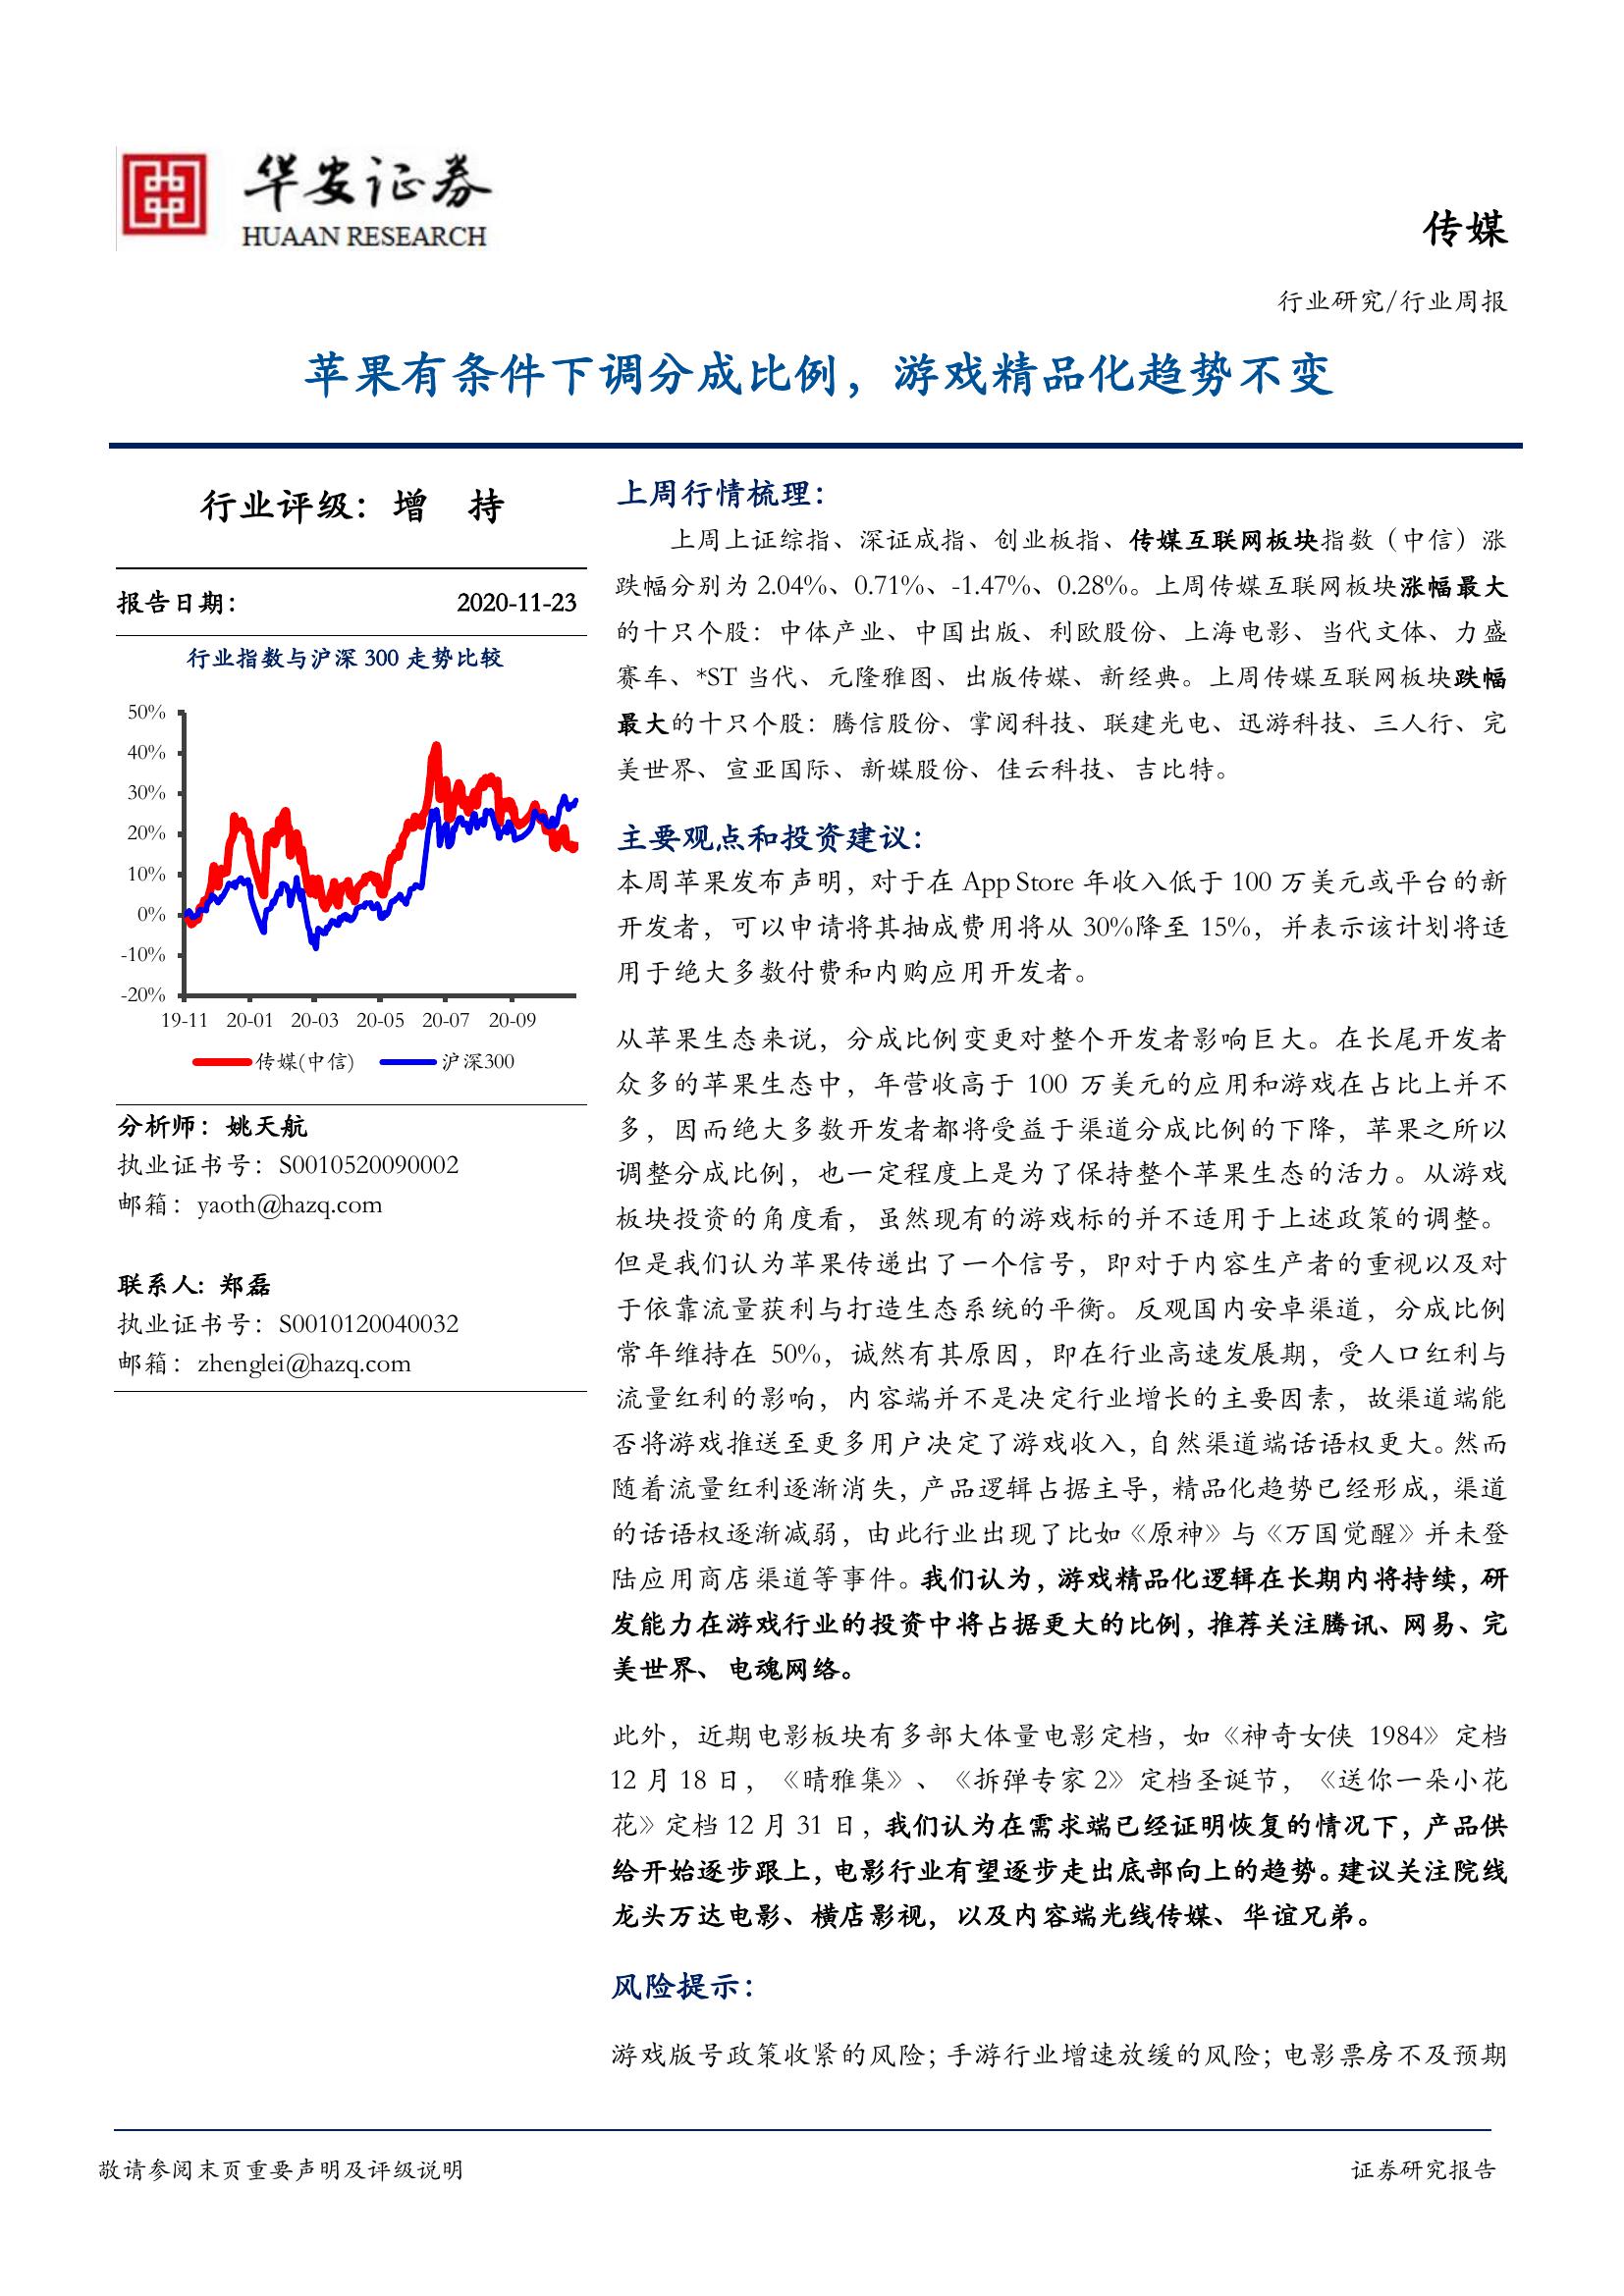 华安证券
HUAAN RESEARCH
传媒
行业研究/行业周报
苹果有条件下调分成比例，游戏精品化趋势不变
行业评级：增 持
报告日期： 2020-11-23
行业指数与沪深 300 走势比较
50%
40%
30%
20%
10%
0%
-10%
-20%
19-11 20-01 20-03 20-05 20-07 20-09
传媒(中信) 沪深300
分析师：姚天航
执业证书号：S0010520090002
邮箱：yaoth@hazq.com
联系人：郑磊
执业证书号：S0010120040032
邮箱：zhenglei@hazq.com
上周行情梳理：
上周上证综指、深证成指、创业板指、传媒互联网板块指数（中信）涨
跌幅分别为 2.04%、0.71%、-1.47%、0.28%。上周传媒互联网板块涨幅最大
的十只个股：中体产业、中国出版、利欧股份、上海电影、当代文体、力盛
赛车、*ST 当代、元隆雅图、出版传媒、新经典。上周传媒互联网板块跌幅
最大的十只个股：腾信股份、掌阅科技、联建光电、迅游科技、三人行、完
美世界、宣亚国际、新媒股份、佳云科技、吉比特。
主要观点和投资建议：
本周苹果发布声明，对于在 App Store 年收入低于 100 万美元或平台的新
开发者，可以申请将其抽成费用将从 30%降至 15%，并表示该计划将适
用于绝大多数付费和内购应用开发者。
从苹果生态来说，分成比例变更对整个开发者影响巨大。在长尾开发者
众多的苹果生态中，年营收高于 100 万美元的应用和游戏在占比上并不
多，因而绝大多数开发者都将受益于渠道分成比例的下降，苹果之所以
调整分成比例，也一定程度上是为了保持整个苹果生态的活力。从游戏
板块投资的角度看，虽然现有的游戏标的并不适用于上述政策的调整。
但是我们认为苹果传递出了一个信号，即对于内容生产者的重视以及对
于依靠流量获利与打造生态系统的平衡。反观国内安卓渠道，分成比例
常年维持在 50%，诚然有其原因，即在行业高速发展期，受人口红利与
流量红利的影响，内容端并不是决定行业增长的主要因素，故渠道端能
否将游戏推送至更多用户决定了游戏收入，自然渠道端话语权更大。然而
随着流量红利逐渐消失，产品逻辑占据主导，精品化趋势已经形成，渠道
的话语权逐渐减弱，由此行业出现了比如《原神》与《万国觉醒》并未登
陆应用商店渠道等事件。我们认为，游戏精品化逻辑在长期内将持续，研
发能力在游戏行业的投资中将占据更大的比例，推荐关注腾讯、网易、完
美世界、电魂网络。
此外，近期电影板块有多部大体量电影定档，如《神奇女侠 1984》定档
12 月 18 日，《晴雅集》、《拆弹专家 2》定档圣诞节，《送你一朵小花
花》定档 12 月 31 日，我们认为在需求端已经证明恢复的情况下，产品供
给开始逐步跟上，电影行业有望逐步走出底部向上的趋势。建议关注院线
龙头万达电影、横店影视，以及内容端光线传媒、华谊兄弟。
风险提示：
游戏版号政策收紧的风险；手游行业增速放缓的风险；电影票房不及预期
敬请参阅末页重要声明及评级说明 证券研究报告